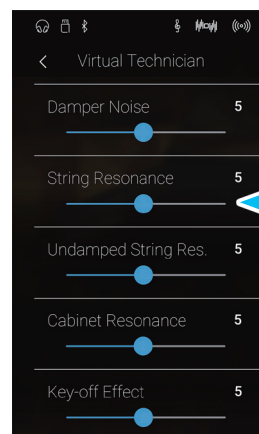 Virtual Technician
Damper Noise 5
String Resonance 5
Undamped String Res. 5
Cabinet Resonance 5
Key-off Effect 5